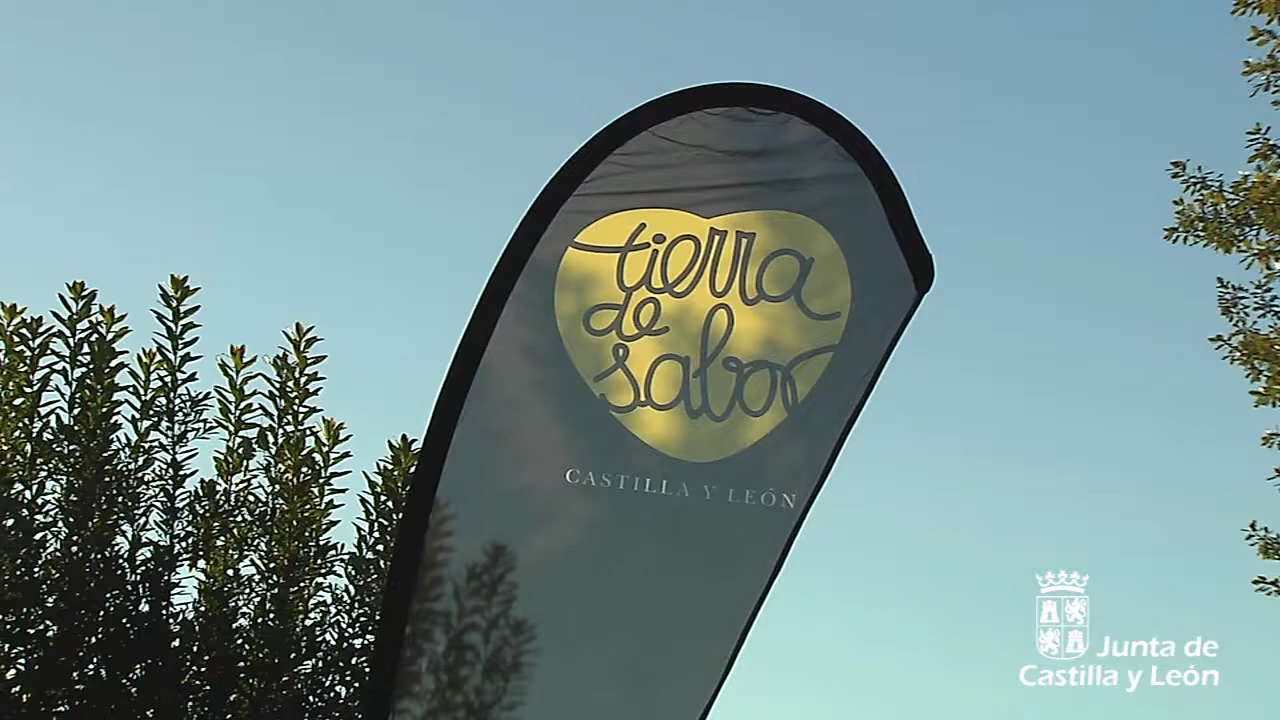 tierra
de
sabor
CASTILLA Y LEÓN
Junta de
Castilla y León